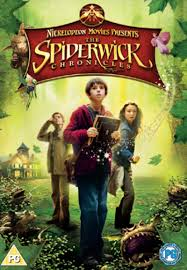 NICKELODEON MOVIES PRESENTS
THE
SPIDERWICK
CHRONICLES
PG
PG